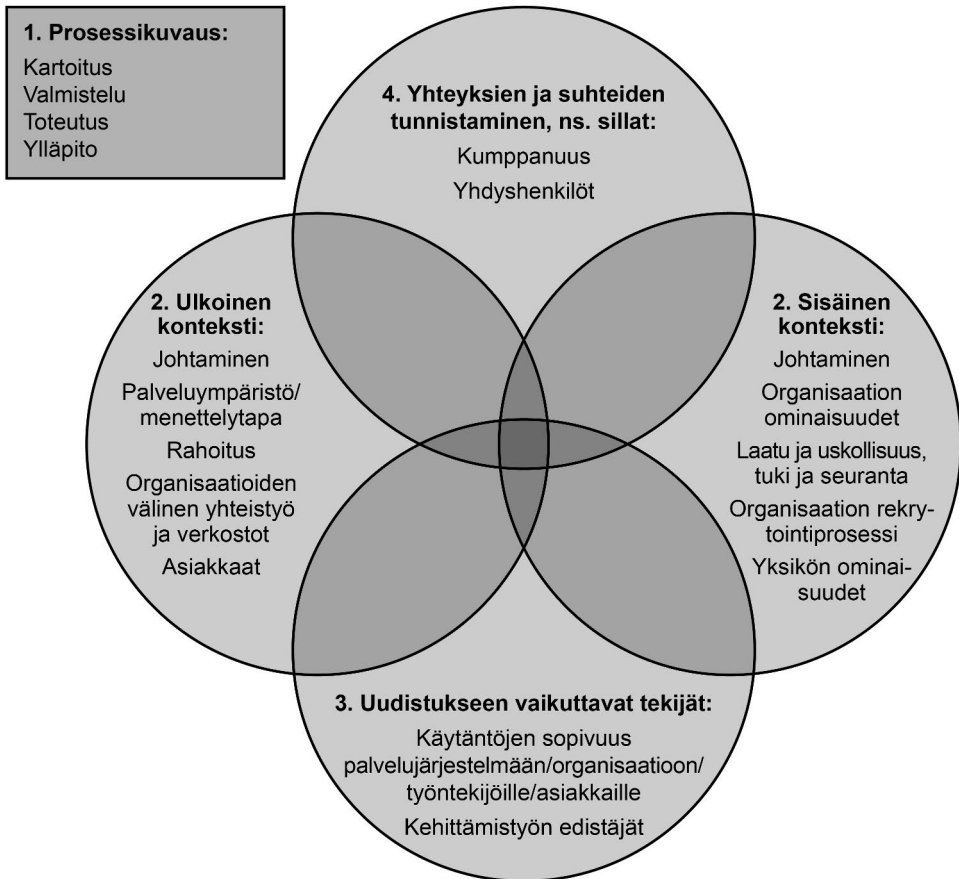 1. Prosessikuvaus:
Kartoitus
Valmistelu
Toteutus
Ylläpito
4. Yhteyksien ja suhteiden
tunnistaminen, ns. sillat:
Kumppanuus
Yhdyshenkilöt
2. Ulkoinen
konteksti:
Johtaminen
Palveluympäristö/
menettelytapa
Rahoitus
Organisaatioiden
välinen yhteistyö
ja verkostot
Asiakkaat
2. Sisäinen
konteksti:
Johtaminen
Organisaation
ominaisuudet
Laatu ja uskollisuus,
tuki ja seuranta
Organisaation rekry-
tointiprosessi
Yksikön ominai-
suudet
3. Uudistukseen vaikuttavat tekijät:
Käytäntöjen sopivuus
palvelujärjestelmään/organisaatioon/
työntekijöille/asiakkaille
Kehittämistyön edistäjät